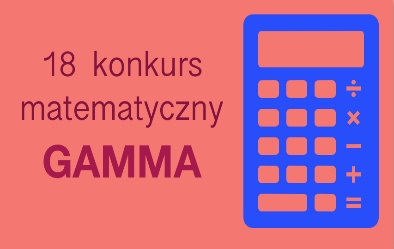 18 konkurs
matematyczny
GAMMA
÷
×
−
+
=